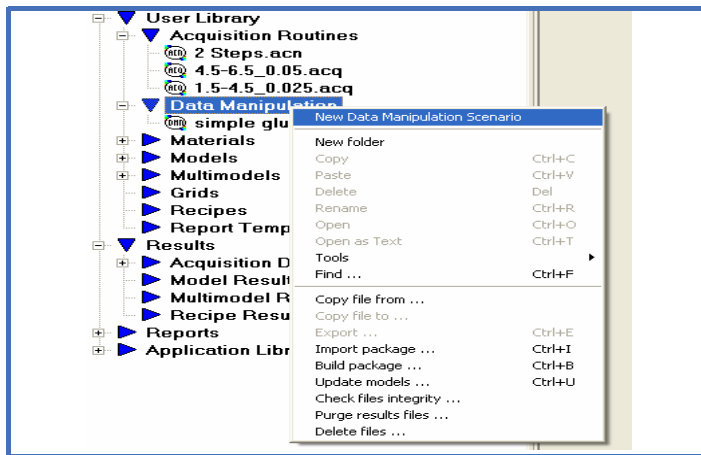 User Library
Acquisition Routines
2 Steps.acn
4.5-6.5_0.05.acq
1.5-4.5_0.025.acq
Data Manipulation
simple glu
Materials
Models
Multimodels
Grids
Recipes
Report Temp
Results
Acquisition D
Model Result
Multimodel R
Recipe Resu
Reports
Application Libr
New Data Manipulation Scenario
New folder
Copy Ctrl+C
Paste Ctrl+V
Delete Del
Rename Ctrl+R
Open Ctrl+O
Open as Text Ctrl+T
Tools
Find ... Ctrl+F
Copy file from ...
Copy file to ...
Export ... Ctrl+E
Import package ... Ctrl+I
Build package ... Ctrl+B
Update models ... Ctrl+U
Check files integrity ...
Purge results files ...
Delete files ...